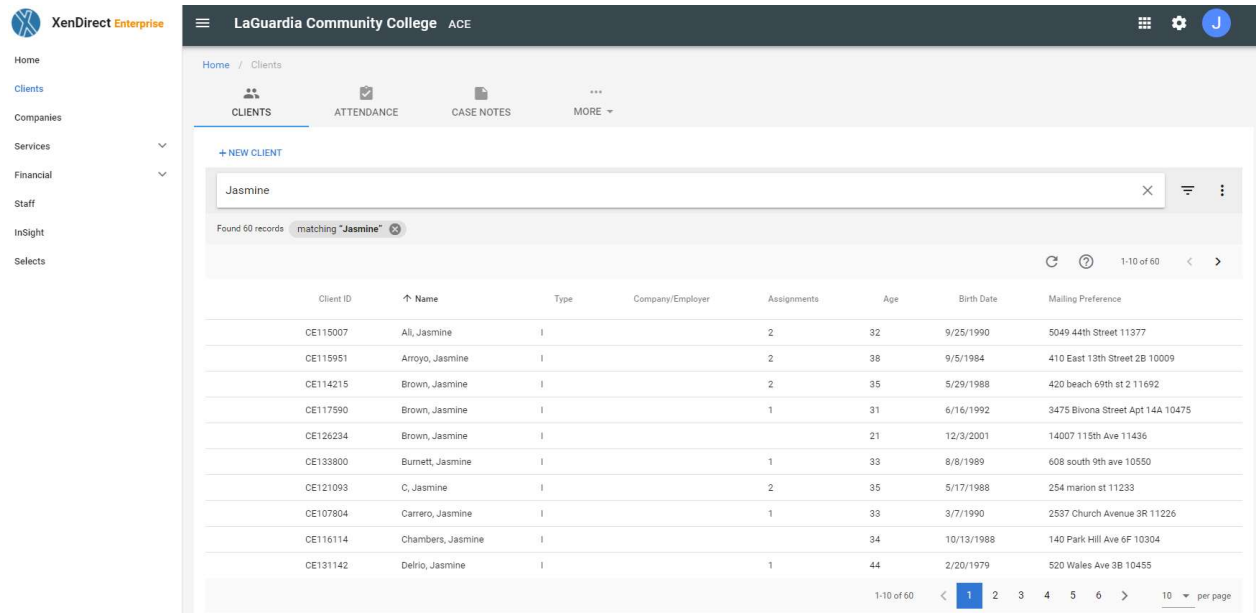 XenDirect Enterprise
LaGuardia Community College ACE
J
Home
Clients
Companies
Services
Financial
Staff
InSight
Selects
Home / Clients
CLIENTS
ATTENDANCE
CASE NOTES
MORE
+ NEW CLIENT
Jasmine
Found 60 records matching "Jasmine"
1-10 of 60
Client ID Name Type Company/Employer Assignments Age Birth Date Mailing Preference
CE115007 Ali, Jasmine I 2 32 9/25/1990 5049 44th Street 11377
CE115951 Arroyo, Jasmine I 2 38 9/5/1984 410 East 13th Street 2B 10009
CE114215 Brown, Jasmine I 2 35 5/29/1988 420 beach 69th st 2 11692
CE117590 Brown, Jasmine I 1 31 6/16/1992 3475 Bivona Street Apt 14A 10475
CE126234 Brown, Jasmine I 21 12/3/2001 14007 115th Ave 11436
CE133800 Burnett, Jasmine I 1 33 8/8/1989 608 south 9th ave 10550
CE121093 C, Jasmine I 2 35 5/17/1988 254 marion st 11233
CE107804 Carrero, Jasmine I 1 33 3/7/1990 2537 Church Avenue 3R 11226
CE116114 Chambers, Jasmine I 34 10/13/1988 140 Park Hill Ave 6F 10304
CE131142 Delrio, Jasmine I 1 44 2/20/1979 520 Wales Ave 3B 10455
1-10 of 60 1 2 3 4 5 6 10 per page